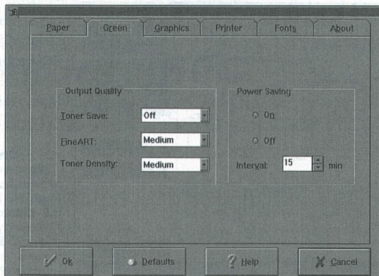 Paper Green Graphics Printer Fonts About
Output Quality
Toner Save: Off
FineART: Medium
Toner Density: Medium
Power Saving
On
Off
Interval: 15 min
Ok Defaults Help Cancel